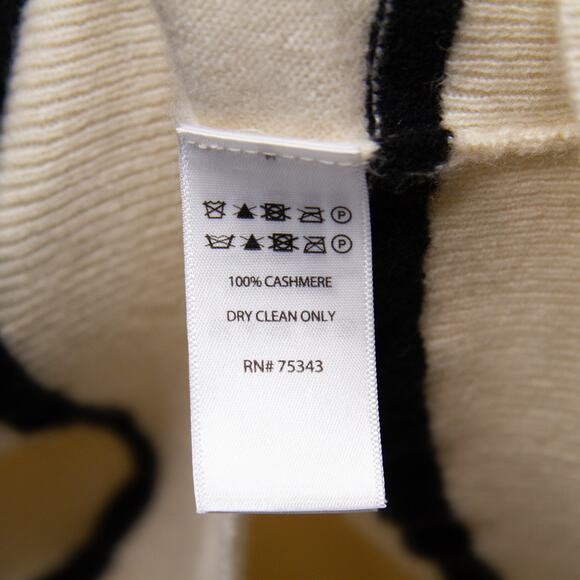 P
P
100% CASHMERE
DRY CLEAN ONLY
RN# 75343